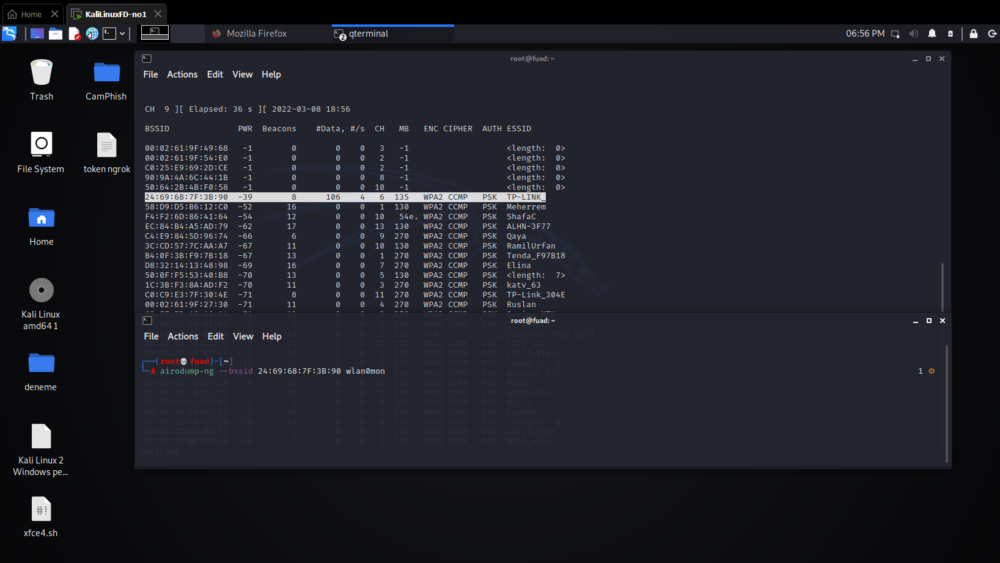 Home
KaliLinuxFD-no1
Mozilla Firefox
2 qterminal
06:56 PM
Trash
CamPhish
File System
token ngrok
Home
Kali Linux
amd64 1
deneme
Kali Linux 2
Windows pe...
#!
xfce4.sh
root@fuad: ~
File Actions Edit View Help
CH 9 ][ Elapsed: 36 s ][ 2022-03-08 18:56
BSSID PWR Beacons #Data, #/s CH MB ENC CIPHER AUTH ESSID
00:02:61:9F:49:68 -1 0 0 0 3 -1 <length: 0>
00:02:61:9F:54:E0 -1 0 0 0 2 -1 <length: 0>
C0:25:E9:69:2D:CE -1 0 0 0 2 -1 <length: 0>
90:9A:4A:6C:44:1B -1 0 0 0 8 -1 <length: 0>
50:64:2B:4B:F0:58 -1 0 0 0 10 -1 <length: 0>
24:69:68:7F:3B:90 -39 8 106 4 6 135 WPA2 CCMP PSK TP-LINK_
58:D9:D5:B6:12:C0 -52 16 0 0 1 130 WPA2 CCMP PSK Meherrem
F4:F2:6D:86:41:64 -54 12 0 0 10 54e. WPA2 CCMP PSK ShafaC
EC:84:B4:A5:AD:79 -62 17 0 0 13 130 WPA2 CCMP PSK ALHN-3F77
C4:E9:84:5D:96:74 -66 6 0 0 9 270 WPA2 CCMP PSK Qaya
3C:CD:57:7C:AA:A7 -67 11 0 0 10 130 WPA2 CCMP PSK RamilUrfan
B4:0F:3B:F9:7B:18 -67 13 0 0 1 270 WPA2 CCMP PSK Tenda_F97B18
D8:32:14:13:48:98 -69 16 0 0 7 270 WPA2 CCMP PSK Elina
50:0F:F5:53:40:B8 -70 13 0 0 5 130 WPA2 CCMP PSK <length: 7>
1C:3B:F3:8A:AD:F2 -70 11 0 0 3 270 WPA2 CCMP PSK katv_63
C0:C9:E3:7F:30:4E -71 8 0 0 11 270 WPA2 CCMP PSK TP-Link_304E
00:02:61:9F:27:30 -71 11 0 0 4 270 WPA2 CCMP PSK Ruslan
root@fuad: ~
File Actions Edit View Help
(root💀fuad)-[~]
# airodump-ng --bssid 24:69:68:7F:3B:90 wlan0mon 1
Quitting...